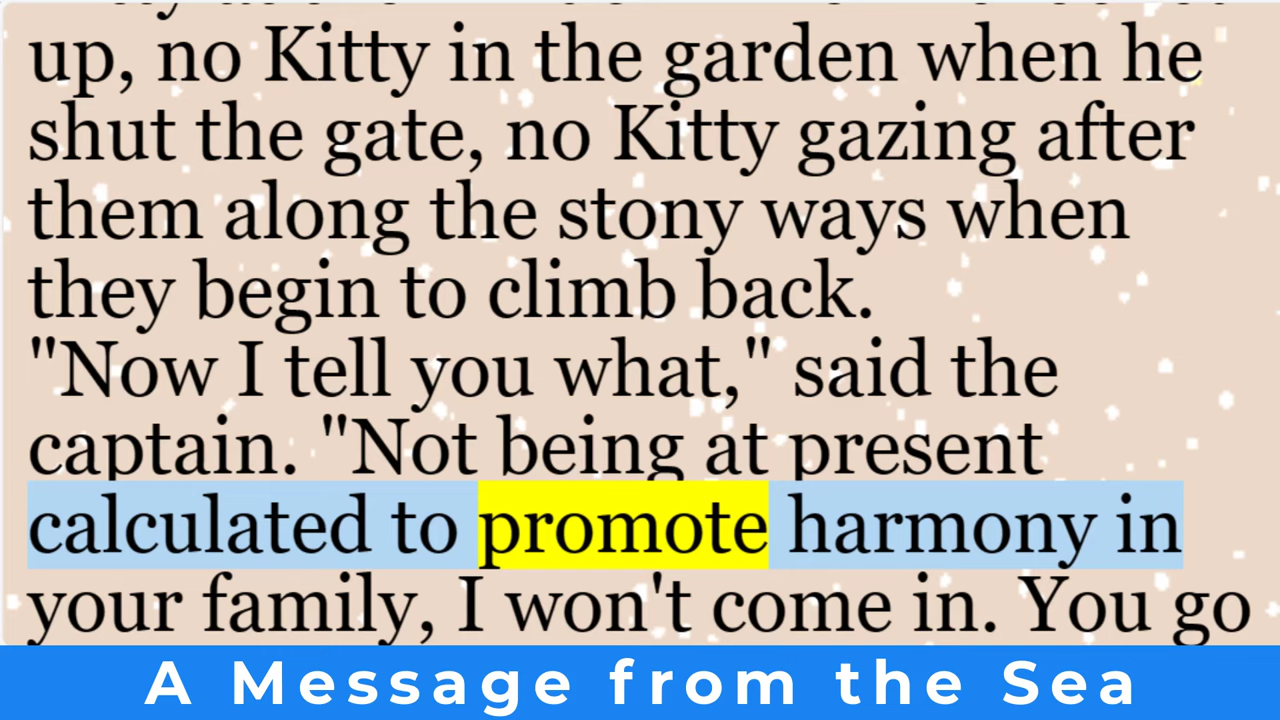 up, no Kitty in the garden when he
shut the gate, no Kitty gazing after
them along the stony ways when
they begin to climb back.
"Now I tell you what," said the
captain. "Not being at present
calculated to promote harmony in
your family, I won't come in. You go
A Message from the Sea